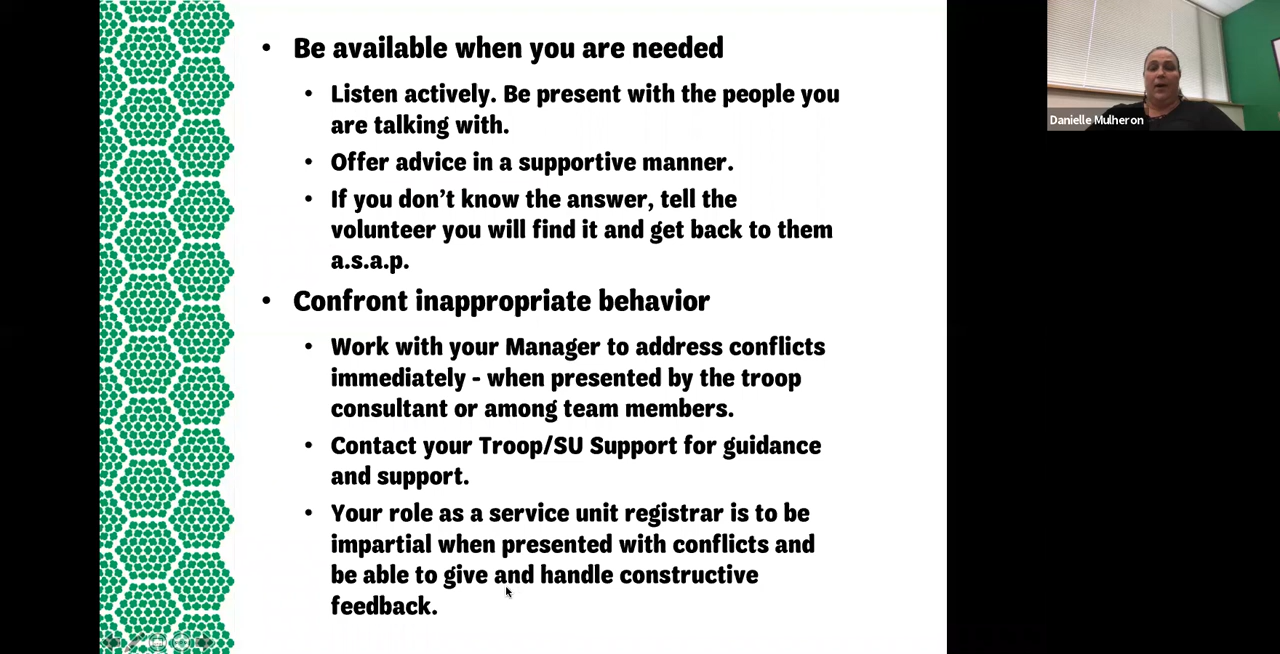 • Be available when you are needed
• Listen actively. Be present with the people you
are talking with.
• Offer advice in a supportive manner.
• If you don’t know the answer, tell the
volunteer you will find it and get back to them
a.s.a.p.
• Confront inappropriate behavior
• Work with your Manager to address conflicts
immediately - when presented by the troop
consultant or among team members.
• Contact your Troop/SU Support for guidance
and support.
• Your role as a service unit registrar is to be
impartial when presented with conflicts and
be able to give and handle constructive
feedback.
Danielle Mulheron